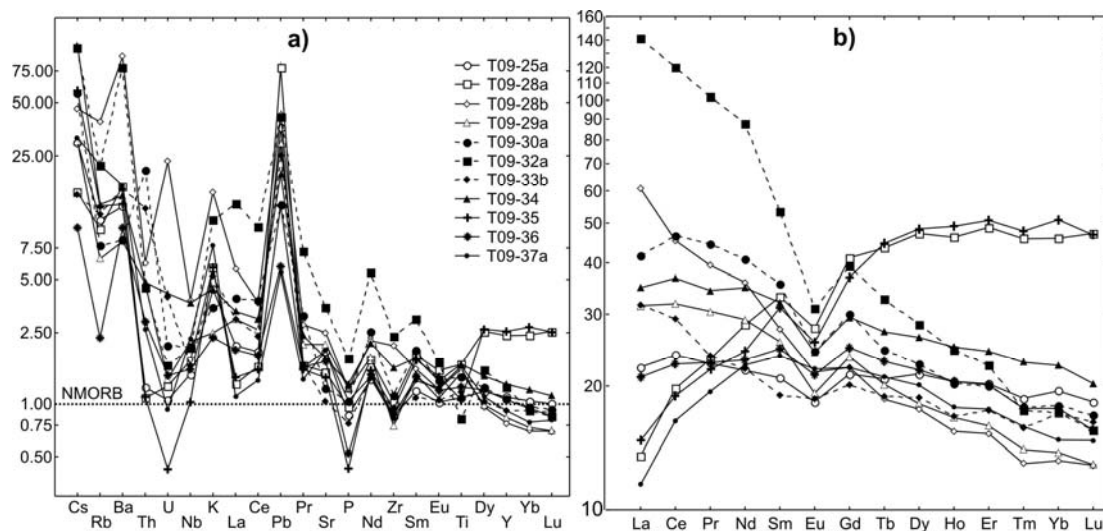 a)
75.00
50.00
25.00
7.50
5.00
2.50
1.00
0.75
0.50
NMORB
T09-25a
T09-28a
T09-28b
T09-29a
T09-30a
T09-32a
T09-33b
T09-34
T09-35
T09-36
T09-37a
Cs Ba U K Ce Pr P Zr Eu Dy Yb
Rb Th Nb La Pb Sr Nd Sm Ti Y Lu
b)
160
140
120
100
90
80
70
60
50
40
30
20
10
La Ce Pr Nd Sm Eu Gd Tb Dy Ho Er Tm Yb Lu